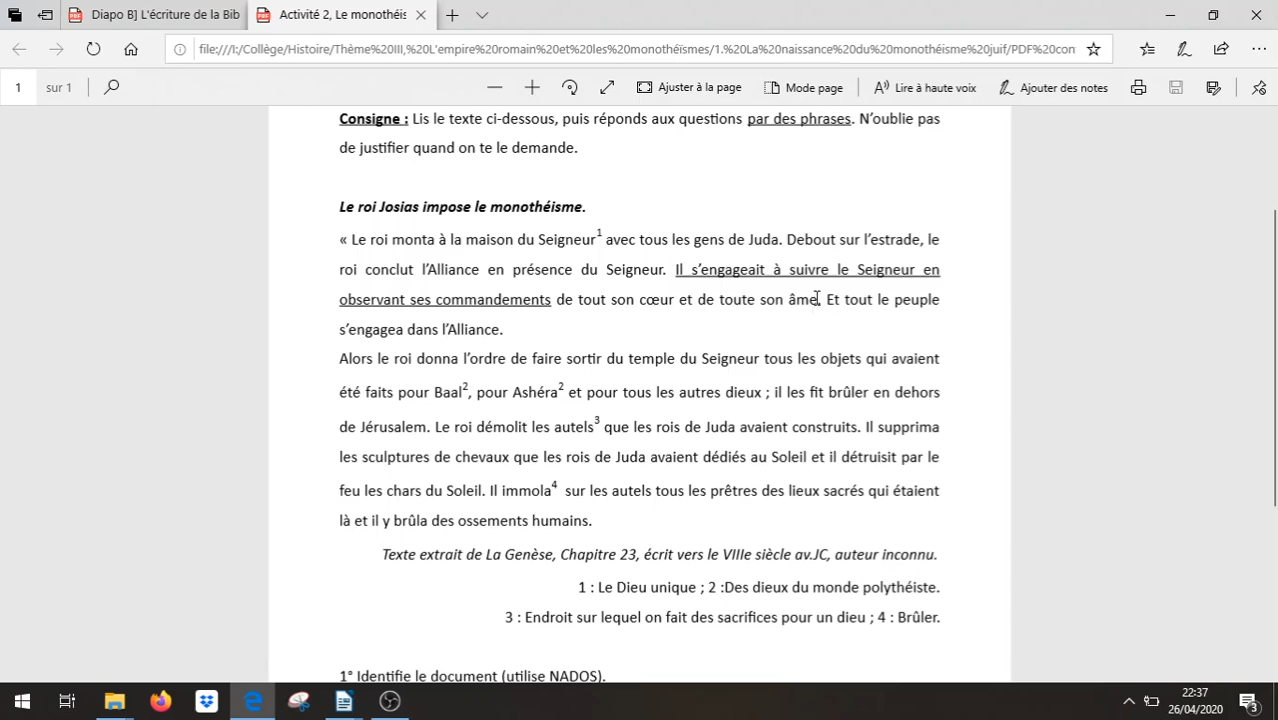 Diapo B] L'écriture de la Bib
Activité 2, Le monothéis
file:///I:/Collège/Histoire/Thème%20III,%20L'empire%20romain%20et%20les%20monothéïsmes/1.%20La%20naissance%20du%20monothéisme%20juif/PDF%20con
1 sur 1 Ajuster à la page Mode page Lire à haute voix Ajouter des notes
Consigne : Lis le texte ci-dessous, puis réponds aux questions par des phrases. N'oublie pas
de justifier quand on te le demande.
Le roi Josias impose le monothéisme.
« Le roi monta à la maison du Seigneur1 avec tous les gens de Juda. Debout sur l'estrade, le
roi conclut l'Alliance en présence du Seigneur. Il s'engageait à suivre le Seigneur en
observant ses commandements de tout son cœur et de toute son âme. Et tout le peuple
s'engagea dans l'Alliance.
Alors le roi donna l'ordre de faire sortir du temple du Seigneur tous les objets qui avaient
été faits pour Baal2, pour Ashéra2 et pour tous les autres dieux ; il les fit brûler en dehors
de Jérusalem. Le roi démolit les autels3 que les rois de Juda avaient construits. Il supprima
les sculptures de chevaux que les rois de Juda avaient dédiés au Soleil et il détruisit par le
feu les chars du Soleil. Il immola4 sur les autels tous les prêtres des lieux sacrés qui étaient
là et il y brûla des ossements humains.
Texte extrait de La Genèse, Chapitre 23, écrit vers le VIIIe siècle av.JC, auteur inconnu.
1 : Le Dieu unique ; 2 :Des dieux du monde polythéiste.
3 : Endroit sur lequel on fait des sacrifices pour un dieu ; 4 : Brûler.
1° Identifie le document (utilise NADOS).
22:37
26/04/2020
3